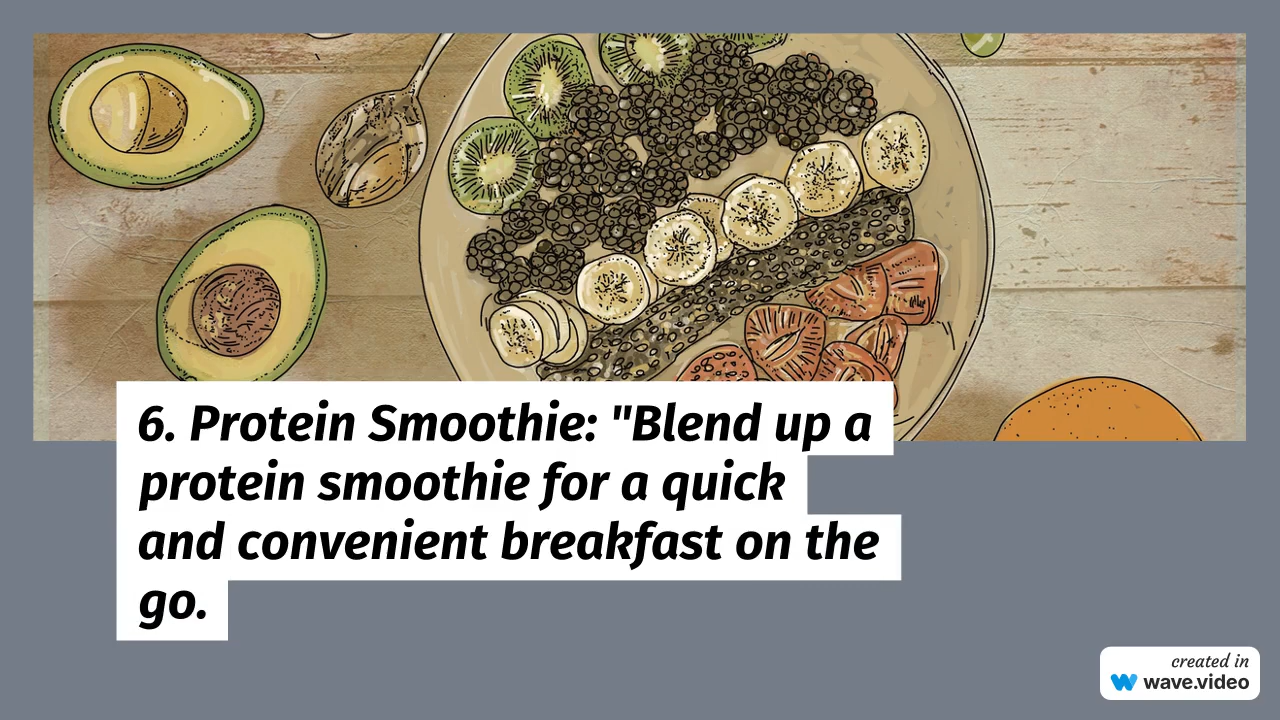 6. Protein Smoothie: "Blend up a
protein smoothie for a quick
and convenient breakfast on the
go.
created in
wave.video